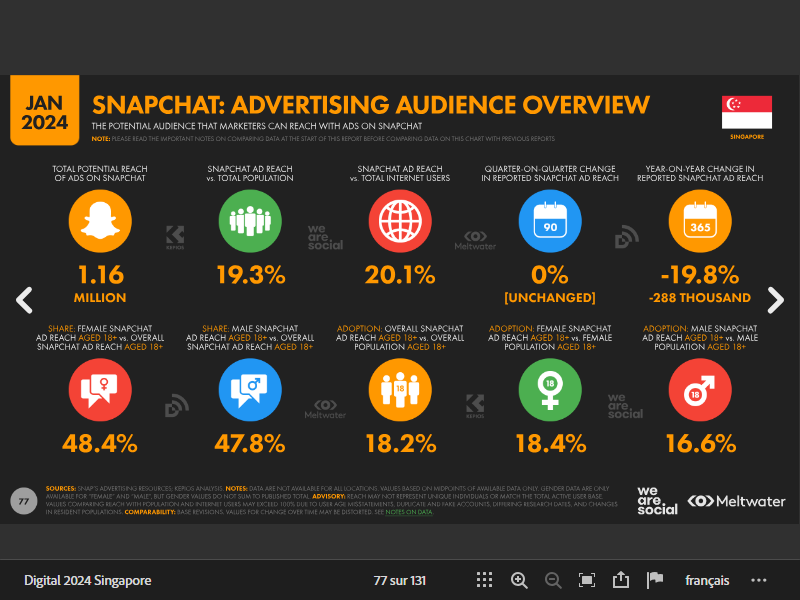 JAN
2024
SNAPCHAT: ADVERTISING AUDIENCE OVERVIEW
THE POTENTIAL AUDIENCE THAT MARKETERS CAN REACH WITH ADS ON SNAPCHAT
NOTE: PLEASE READ THE IMPORTANT NOTES ON COMPARING DATA AT THE START OF THIS REPORT BEFORE COMPARING DATA ON THIS CHART WITH PREVIOUS REPORTS
SINGAPORE
TOTAL POTENTIAL REACH
OF ADS ON SNAPCHAT
1.16
MILLION
SNAPCHAT AD REACH
vs. TOTAL POPULATION
19.3%
SNAPCHAT AD REACH
vs. TOTAL INTERNET USERS
20.1%
QUARTER-ON-QUARTER CHANGE
IN REPORTED SNAPCHAT AD REACH
90
0%
[UNCHANGED]
YEAR-ON-YEAR CHANGE IN
REPORTED SNAPCHAT AD REACH
365
-19.8%
-288 THOUSAND
KEPIOS
we
are.
social
Meltwater
SHARE: FEMALE SNAPCHAT
AD REACH AGED 18+ vs. OVERALL
SNAPCHAT AD REACH AGED 18+
48.4%
SHARE: MALE SNAPCHAT
AD REACH AGED 18+ vs. OVERALL
SNAPCHAT AD REACH AGED 18+
47.8%
ADOPTION: OVERALL SNAPCHAT
AD REACH AGED 18+ vs. OVERALL
POPULATION AGED 18+
18
18.2%
ADOPTION: FEMALE SNAPCHAT
AD REACH AGED 18+ vs. FEMALE
POPULATION AGED 18+
18
18.4%
ADOPTION: MALE SNAPCHAT
AD REACH AGED 18+ vs. MALE
POPULATION AGED 18+
18
16.6%
Meltwater
KEPIOS
we
are.
social
77
SOURCES: SNAP'S ADVERTISING RESOURCES; KEPIOS ANALYSIS. NOTES: DATA ARE NOT AVAILABLE FOR ALL LOCATIONS. VALUES BASED ON MIDPOINTS OF AVAILABLE DATA ONLY. GENDER DATA ARE ONLY
AVAILABLE FOR "FEMALE" AND "MALE", BUT GENDER VALUES DO NOT SUM TO PUBLISHED TOTAL. ADVISORY: REACH MAY NOT REPRESENT UNIQUE INDIVIDUALS OR MATCH THE TOTAL ACTIVE USER BASE.
VALUES COMPARING REACH WITH POPULATION AND INTERNET USERS MAY EXCEED 100% DUE TO USER AGE MISSTATEMENTS, DUPLICATE AND FAKE ACCOUNTS, DIFFERING RESEARCH DATES, AND CHANGES
IN RESIDENT POPULATIONS. COMPARABILITY: BASE REVISIONS. VALUES FOR CHANGE OVER TIME MAY BE DISTORTED. SEE NOTES ON DATA.
we
are.
social
Meltwater
Digital 2024 Singapore
77 sur 131
français